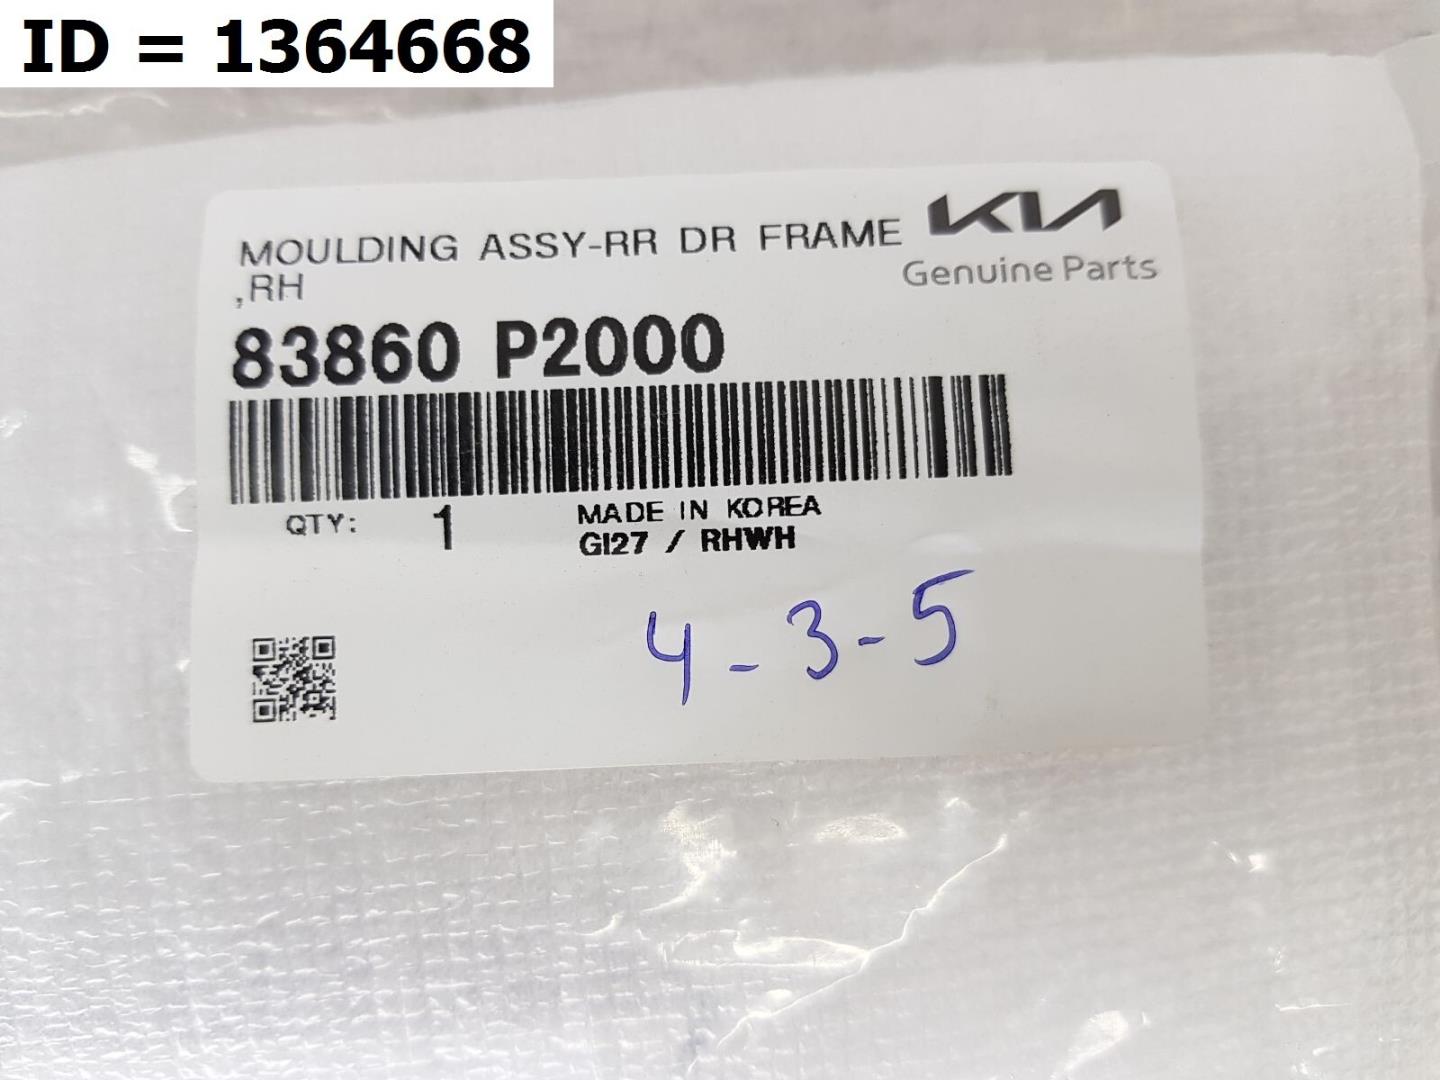 ID = 1364668
KIA
MOULDING ASSY-RR DR FRAME
,RH
Genuine Parts
83860 P2000
QTY: 1
MADE IN KOREA
GI27 / RHWH
4-3-5